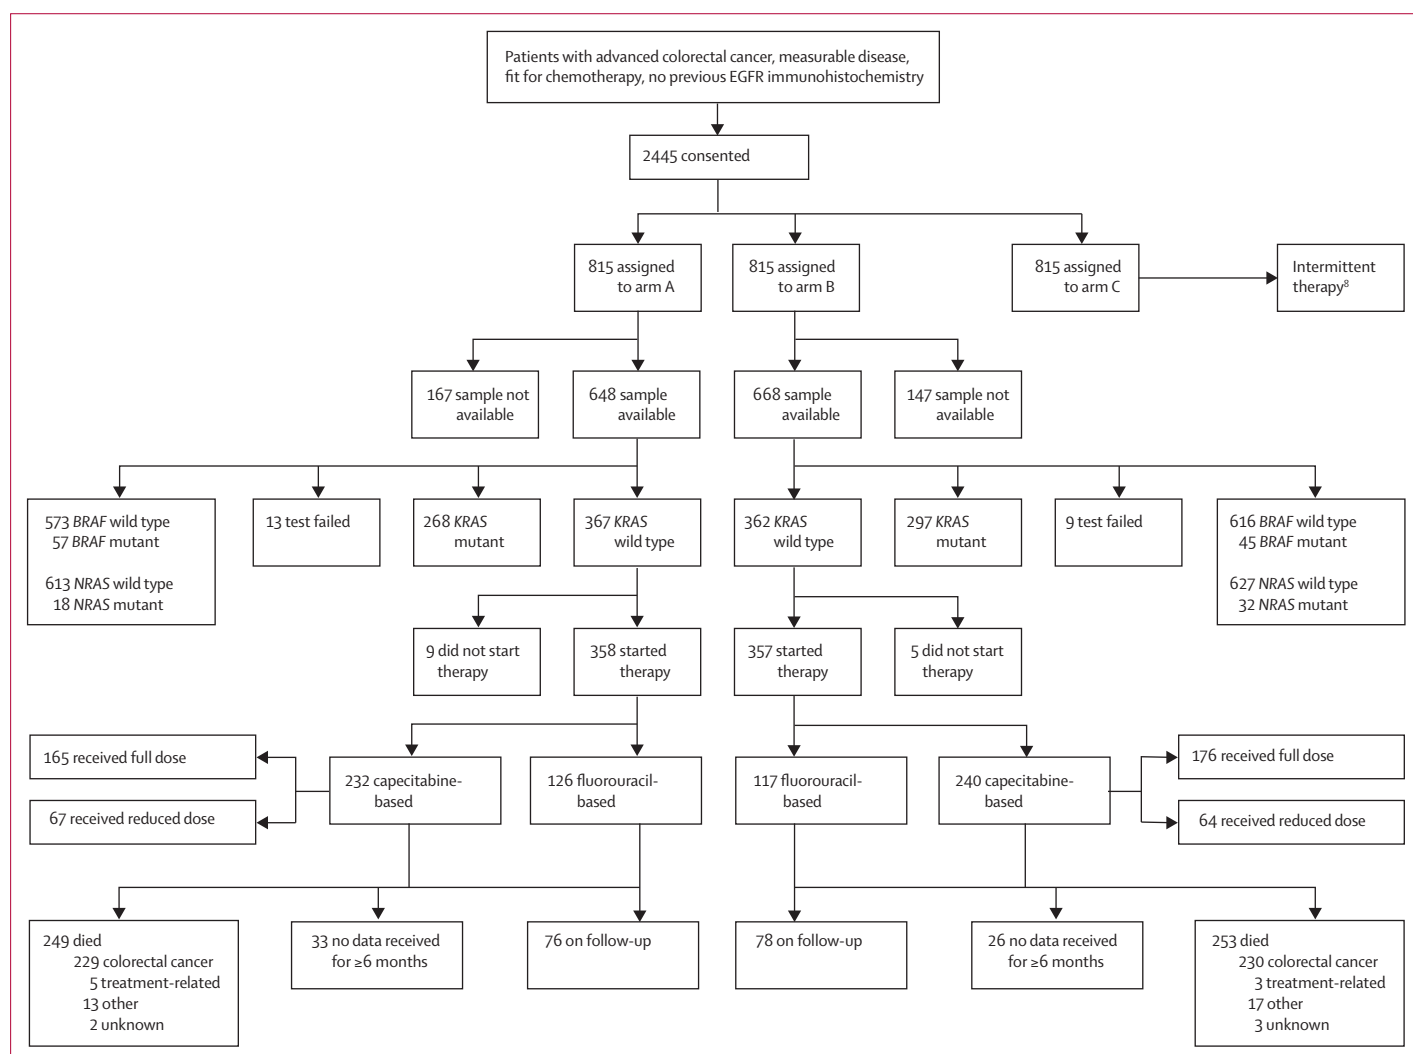 Patients with advanced colorectal cancer, measurable disease,
fit for chemotherapy, no previous EGFR immunohistochemistry
2445 consented
815 assigned
to arm A
815 assigned
to arm B
815 assigned
to arm C
Intermittent
therapy⁸
167 sample not
available
648 sample
available
668 sample
available
147 sample not
available
573 BRAF wild type
57 BRAF mutant
613 NRAS wild type
18 NRAS mutant
13 test failed
268 KRAS
mutant
367 KRAS
wild type
362 KRAS
wild type
297 KRAS
mutant
9 test failed
616 BRAF wild type
45 BRAF mutant
627 NRAS wild type
32 NRAS mutant
9 did not start
therapy
358 started
therapy
357 started
therapy
5 did not start
therapy
165 received full dose
67 received reduced dose
232 capecitabine-
based
126 fluorouracil-
based
117 fluorouracil-
based
240 capecitabine-
based
176 received full dose
64 received reduced dose
249 died
229 colorectal cancer
5 treatment-related
13 other
2 unknown
33 no data received
for ≥6 months
76 on follow-up
78 on follow-up
26 no data received
for ≥6 months
253 died
230 colorectal cancer
3 treatment-related
17 other
3 unknown